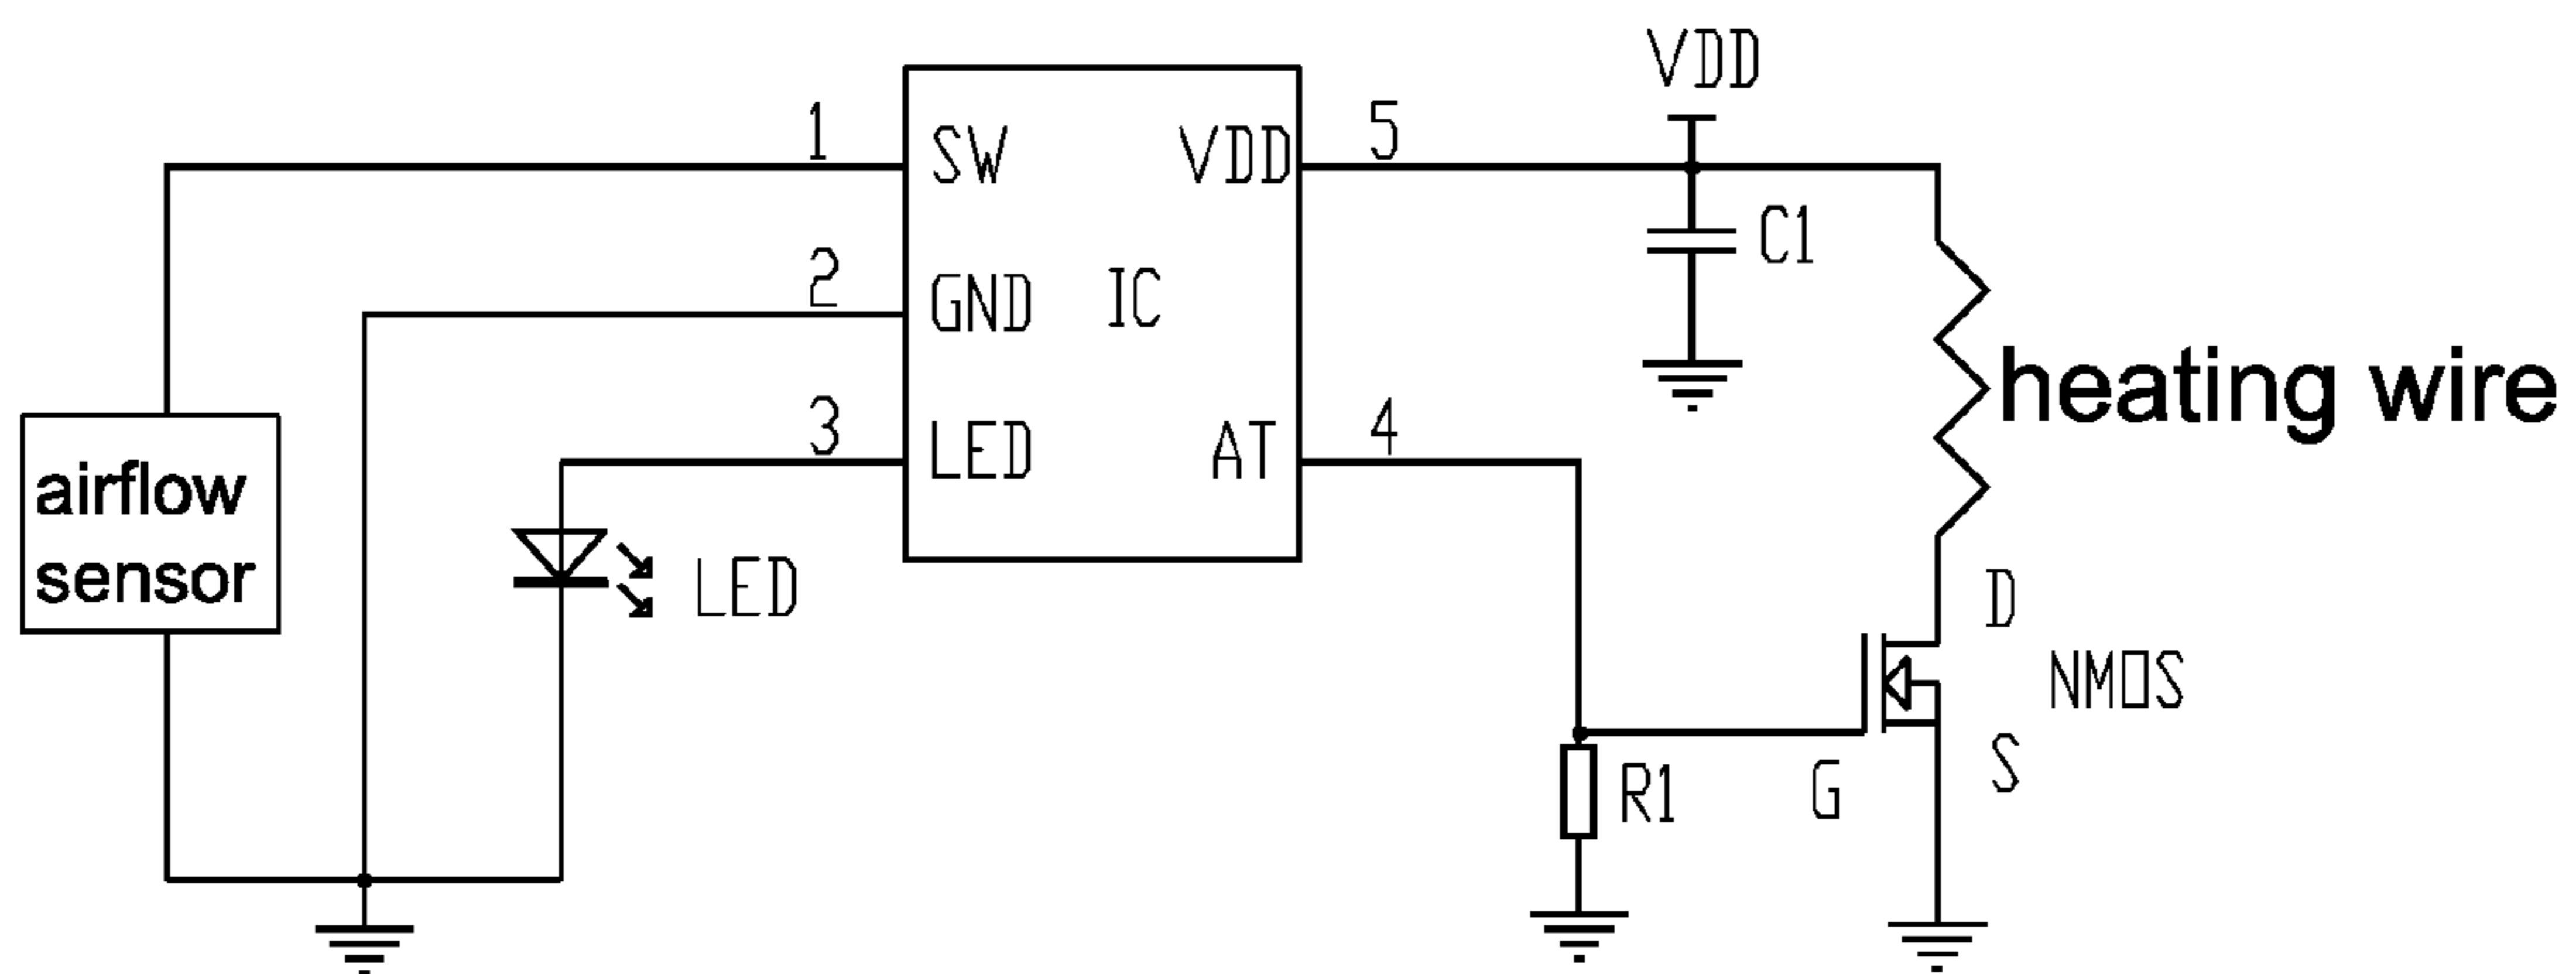 VDD
1
5
SW
VDD
C1
2
GND
IC
heating wire
3
4
LED
AT
airflow
sensor
LED
D
NMOS
S
R1
G